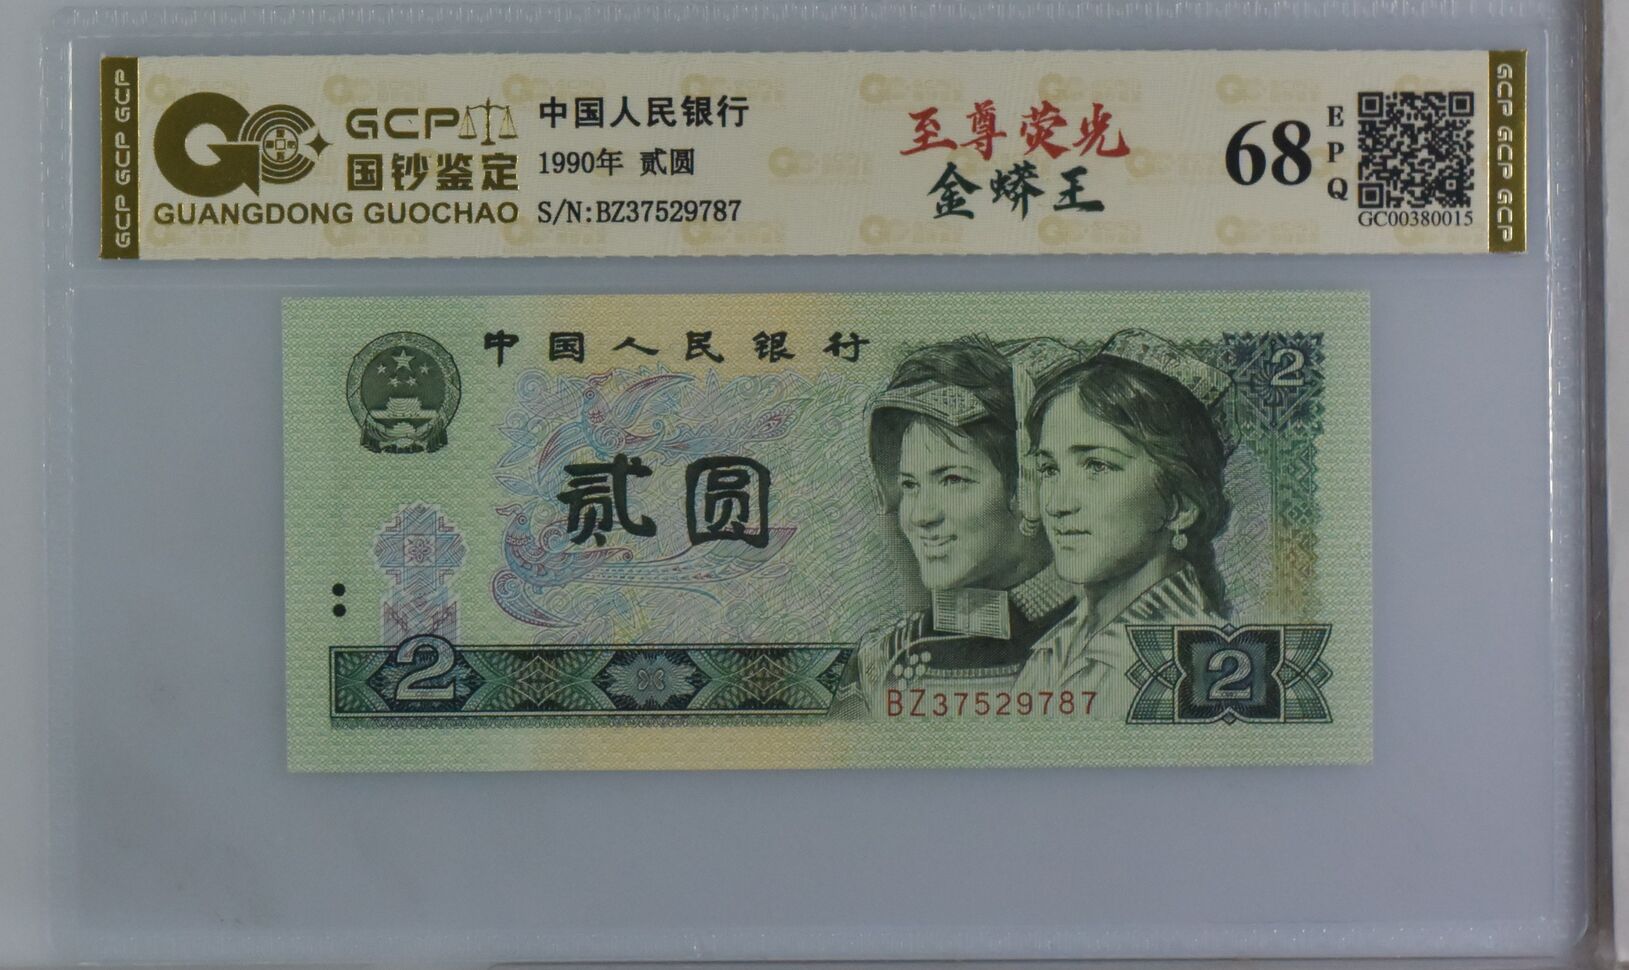 GCP GCP GCP
GCP
国钞鉴定
GUANGDONG GUOCHAO
中国人民银行
1990年 贰圆
S/N:BZ37529787
至尊荧光
金蟒王
68
EPQ
GC00380015
GCP GCP GCP
中国人民银行
2
贰圆
2
BZ37529787
2